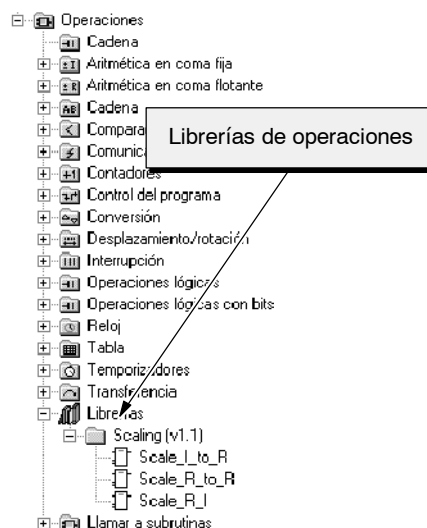 Operaciones
Cadena
Aritmética en coma fija
Aritmética en coma flotante
Cadena
Compara
Librerías de operaciones
Comunica
Contadores
Control del programa
Conversión
Desplazamiento/rotación
Interrupción
Operaciones lógicas
Operaciones lógicas con bits
Reloj
Tabla
Temporizadores
Transferencia
Librerías
Scaling (v1.1)
Scale_I_to_R
Scale_R_to_R
Scale_R_I
Llamar a subrutinas